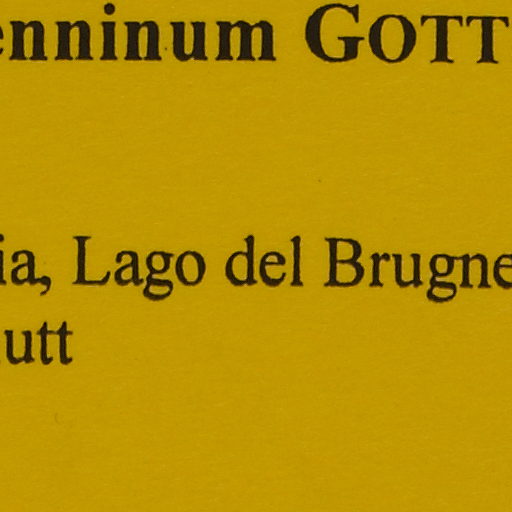 enninum GOTT
ia, Lago del Brugne
utt